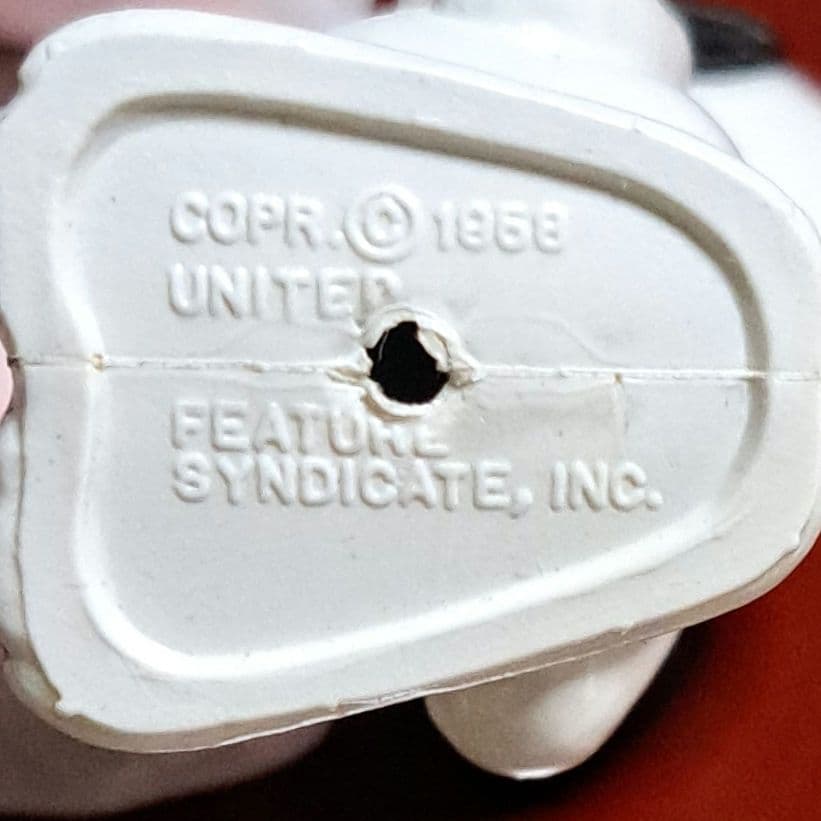 COPR. © 1958
UNITED
FEATURE
SYNDICATE, INC.